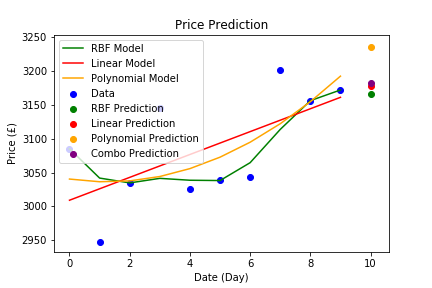 Price Prediction
3250
3200
3150
3100
3050
3000
2950
Price (£)
RBF Model
Linear Model
Polynomial Model
Data
RBF Prediction
Linear Prediction
Polynomial Prediction
Combo Prediction
0 2 4 6 8 10
Date (Day)